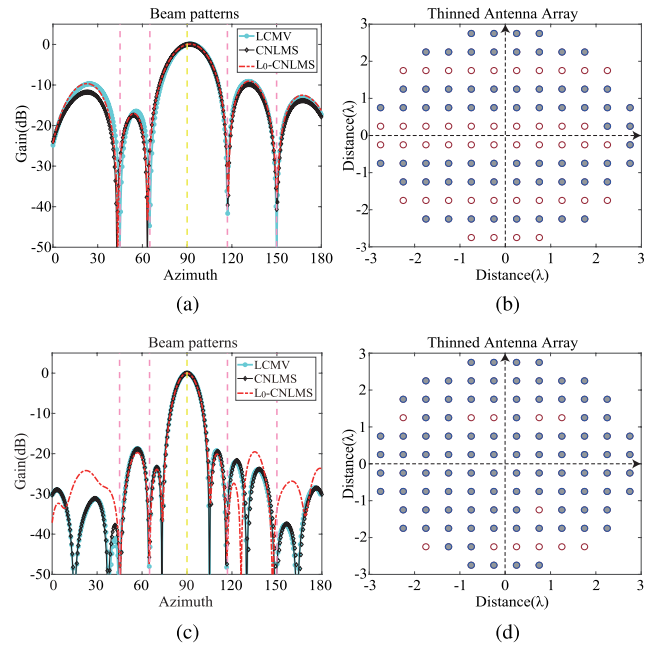 Beam patterns
Gain(dB)
0
-10
-20
-30
-40
-50
LCMV
CNLMS
L0-CNLMS
0 30 60 90 120 150 180
Azimuth
(a)
Thinned Antenna Array
Distance(λ)
3
2
1
0
-1
-2
-3
-3 -2 -1 0 1 2 3
Distance(λ)
(b)
Beam patterns
Gain(dB)
0
-10
-20
-30
-40
-50
LCMV
CNLMS
L0-CNLMS
0 30 60 90 120 150 180
Azimuth
(c)
Thinned Antenna Array
Distance(λ)
3
2
1
0
-1
-2
-3
-3 -2 -1 0 1 2 3
Distance(λ)
(d)